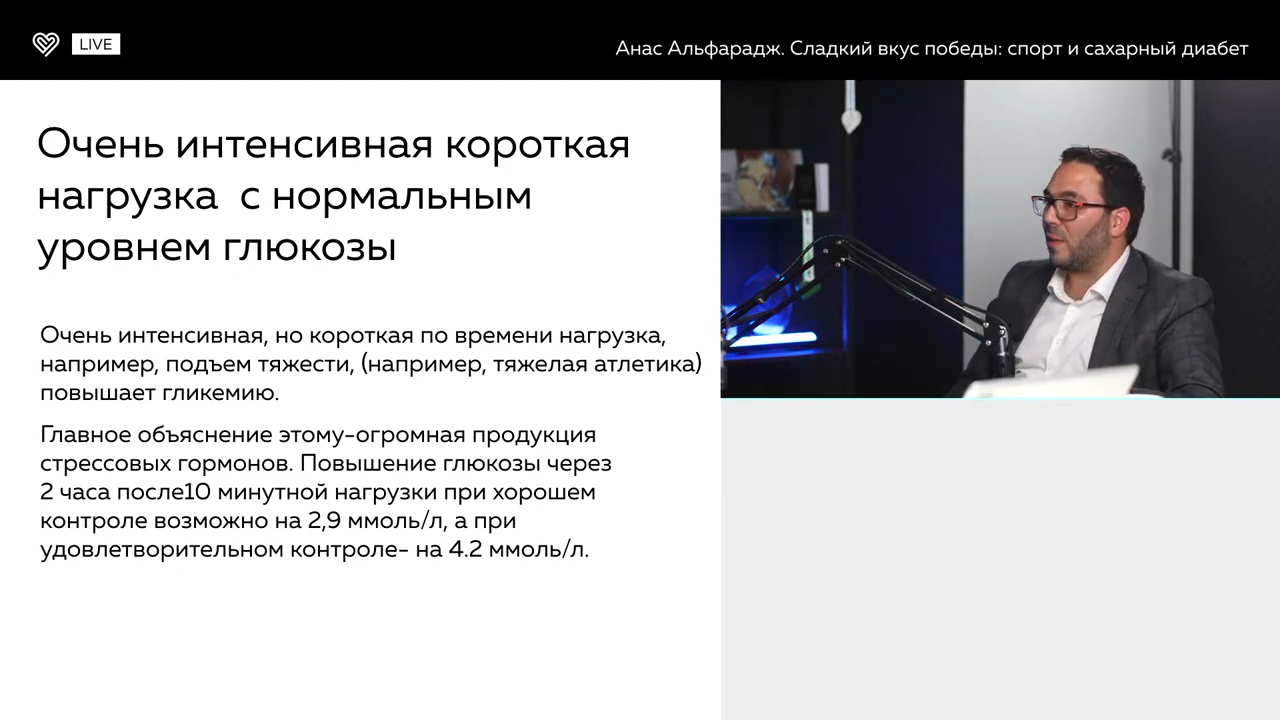 LIVE
Анас Альфарадж. Сладкий вкус победы: спорт и сахарный диабет
Очень интенсивная короткая
нагрузка  с нормальным
уровнем глюкозы
Очень интенсивная, но короткая по времени нагрузка,
например, подъем тяжести, (например, тяжелая атлетика)
повышает гликемию.
Главное объяснение этому-огромная продукция
стрессовых гормонов. Повышение глюкозы через
2 часа после10 минутной нагрузки при хорошем
контроле возможно на 2,9 ммоль/л, а при
удовлетворительном контроле- на 4.2 ммоль/л.